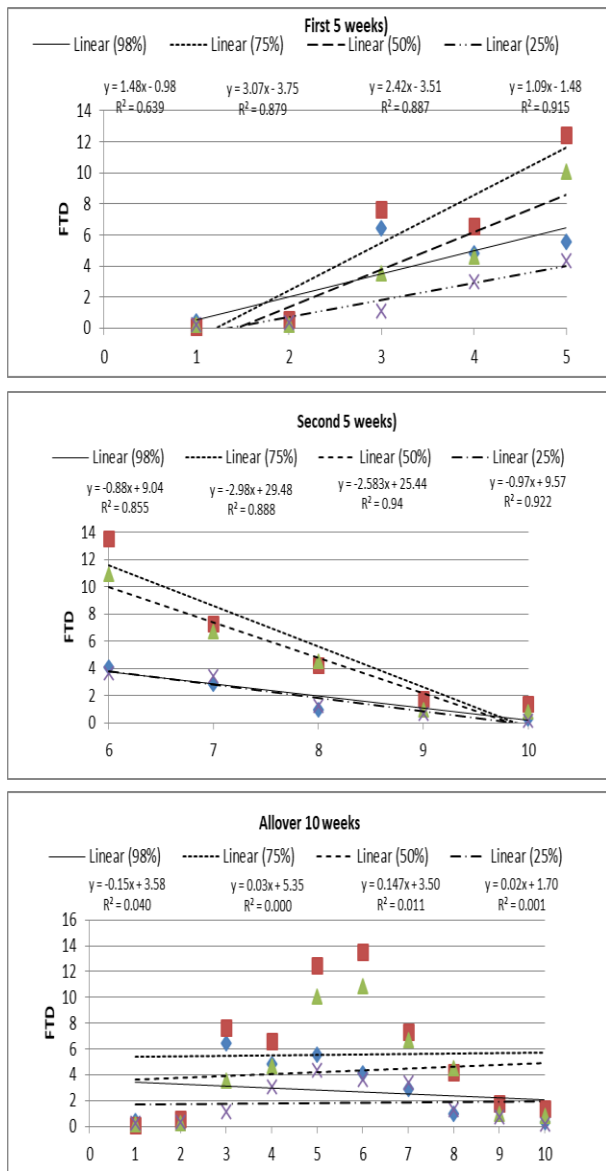 First 5 weeks)
Linear (98%) Linear (75%) Linear (50%) Linear (25%)
y = 1.48x - 0.98 y = 3.07x - 3.75 y = 2.42x - 3.51 y = 1.09x - 1.48
R² = 0.639 R² = 0.879 R² = 0.887 R² = 0.915
14
12
10
8
6
4
2
0
FTD
0 1 2 3 4 5
Second 5 weeks)
Linear (98%) Linear (75%) Linear (50%) Linear (25%)
y = -0.88x + 9.04 y = -2.98x + 29.48 y = -2.583x + 25.44 y = -0.97x + 9.57
R² = 0.855 R² = 0.888 R² = 0.94 R² = 0.922
14
12
10
8
6
4
2
0
FTD
6 7 8 9 10
Allover 10 weeks
Linear (98%) Linear (75%) Linear (50%) Linear (25%)
y = -0.15x + 3.58 y = 0.03x + 5.35 y = 0.147x + 3.50 y = 0.02x + 1.70
R² = 0.040 R² = 0.000 R² = 0.011 R² = 0.001
16
14
12
10
8
6
4
2
0
FTD
0 1 2 3 4 5 6 7 8 9 10